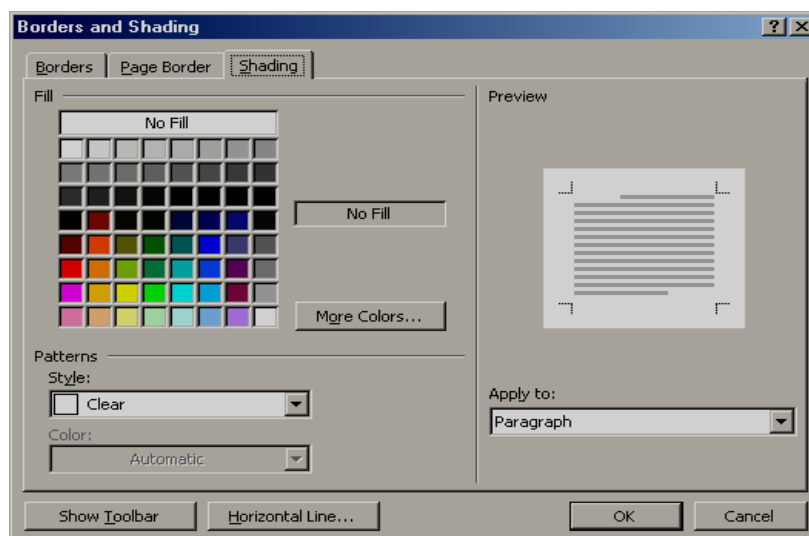 Borders and Shading
Borders Page Border Shading
Fill
No Fill
No Fill
More Colors...
Patterns
Style:
Clear
Color:
Automatic
Preview
Apply to:
Paragraph
Show Toolbar Horizontal Line... OK Cancel